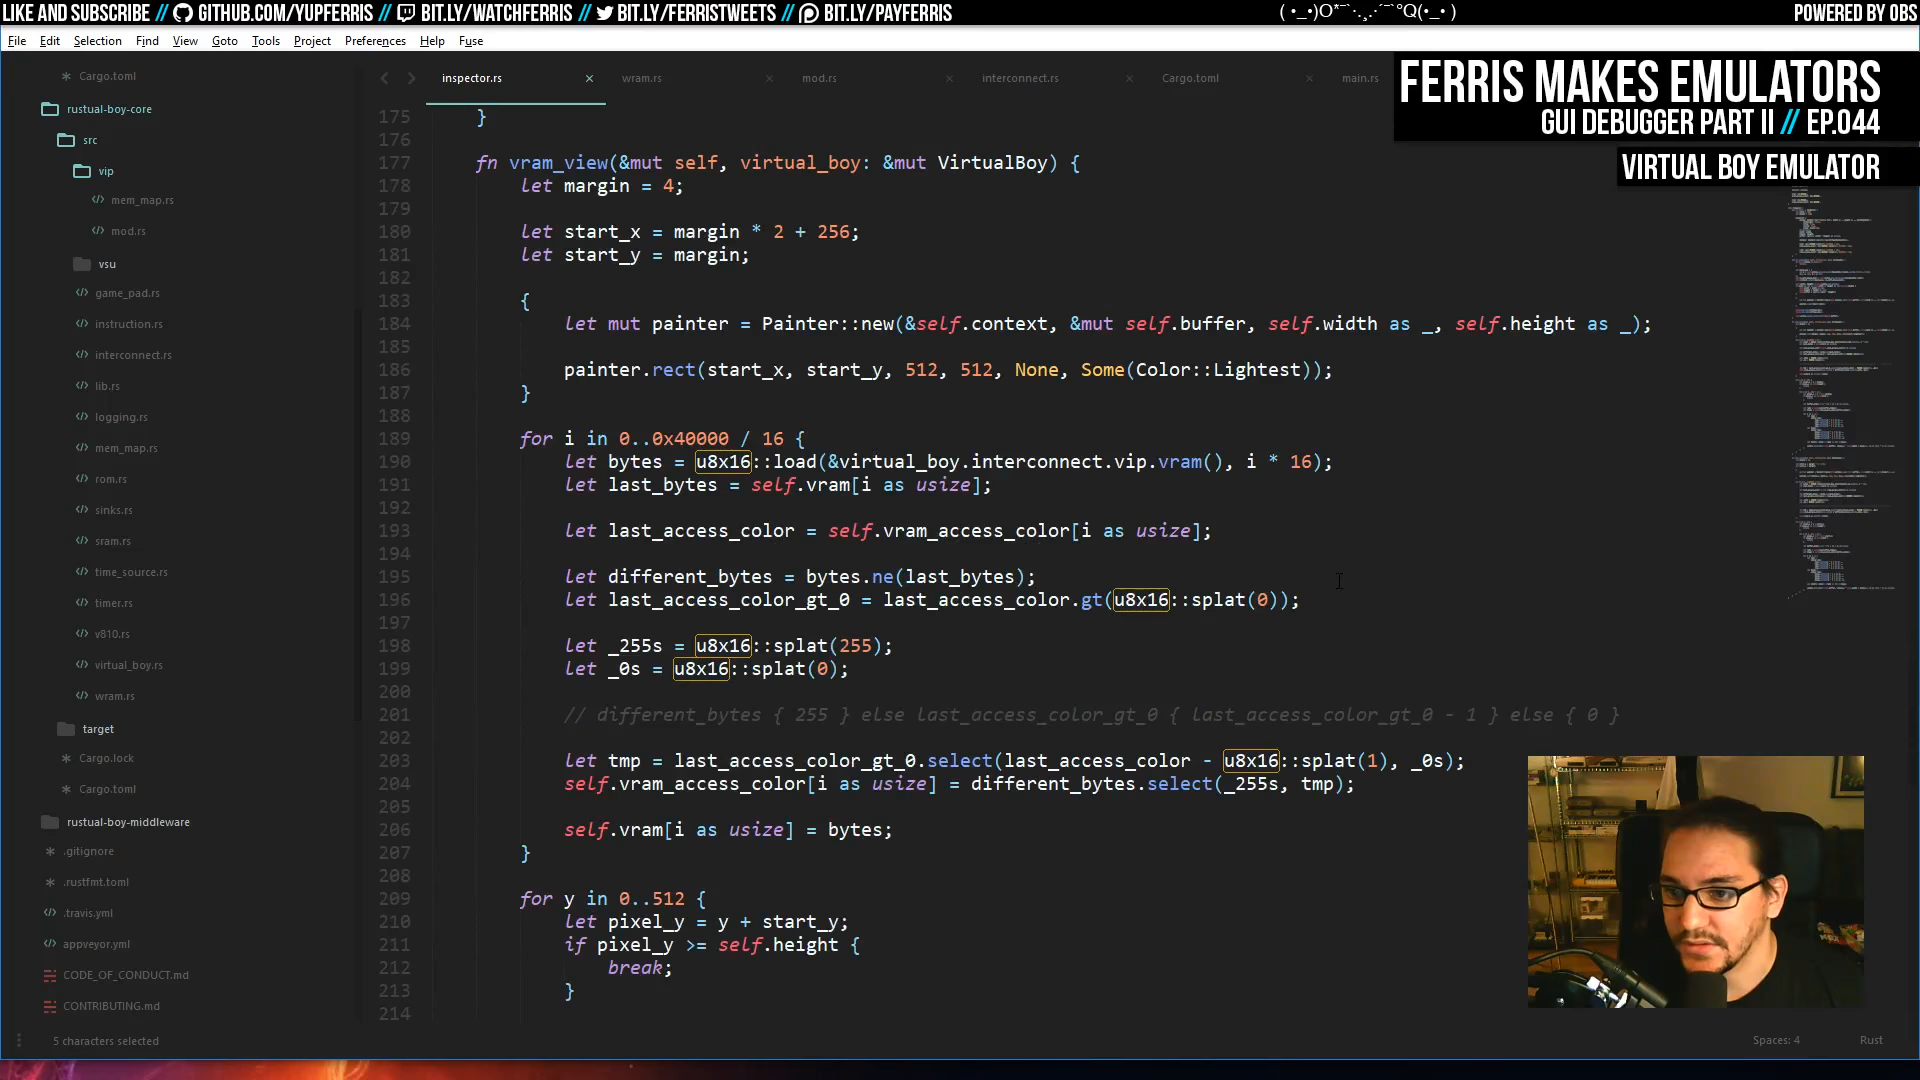 LIKE AND SUBSCRIBE // GITHUB.COM/YUPFERRIS // BIT.LY/WATCHFERRIS // BIT.LY/FERRISTWEETS // BIT.LY/PAYFERRIS
POWERED BY OBS
File Edit Selection Find View Goto Tools Project Preferences Help Fuse
FERRIS MAKES EMULATORS
GUI DEBUGGER PART II // EP.044
VIRTUAL BOY EMULATOR
Cargo.toml
rustual-boy-core
src
vip
mem_map.rs
mod.rs
vsu
game_pad.rs
instruction.rs
interconnect.rs
lib.rs
logging.rs
mem_map.rs
rom.rs
sinks.rs
sram.rs
time_source.rs
timer.rs
v810.rs
virtual_boy.rs
wram.rs
target
Cargo.lock
Cargo.toml
rustual-boy-middleware
.gitignore
.rustfmt.toml
.travis.yml
appveyor.yml
CODE_OF_CONDUCT.md
CONTRIBUTING.md
inspector.rs wram.rs mod.rs interconnect.rs Cargo.toml main.rs
175 }
176
177 fn vram_view(&mut self, virtual_boy: &mut VirtualBoy) {
178 let margin = 4;
179
180 let start_x = margin * 2 + 256;
181 let start_y = margin;
182
183 {
184 let mut painter = Painter::new(&self.context, &mut self.buffer, self.width as _, self.height as _);
185
186 painter.rect(start_x, start_y, 512, 512, None, Some(Color::Lightest));
187 }
188
189 for i in 0..0x40000 / 16 {
190 let bytes = u8x16::load(&virtual_boy.interconnect.vip.vram(), i * 16);
191 let last_bytes = self.vram[i as usize];
192
193 let last_access_color = self.vram_access_color[i as usize];
194
195 let different_bytes = bytes.ne(last_bytes);
196 let last_access_color_gt_0 = last_access_color.gt(u8x16::splat(0));
197
198 let _255s = u8x16::splat(255);
199 let _0s = u8x16::splat(0);
200
201 // different_bytes { 255 } else last_access_color_gt_0 { last_access_color_gt_0 - 1 } else { 0 }
202
203 let tmp = last_access_color_gt_0.select(last_access_color - u8x16::splat(1), _0s);
204 self.vram_access_color[i as usize] = different_bytes.select(_255s, tmp);
205
206 self.vram[i as usize] = bytes;
207 }
208
209 for y in 0..512 {
210 let pixel_y = y + start_y;
211 if pixel_y >= self.height {
212 break;
213 }
214
5 characters selected
Spaces: 4
Rust